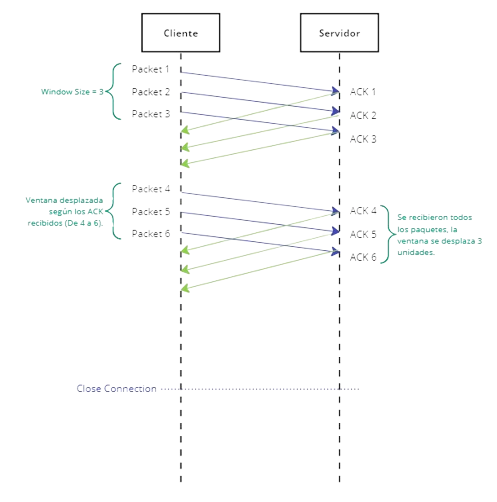 Cliente
Servidor
Packet 1
Window Size = 3
Packet 2
ACK 1
Packet 3
ACK 2
ACK 3
Packet 4
Ventana desplazada
según los ACK
recibidos (De 4 a 6).
Packet 5
Packet 6
ACK 4
ACK 5
ACK 6
Se recibieron todos
los paquetes, la
ventana se desplaza 3
unidades.
Close Connection